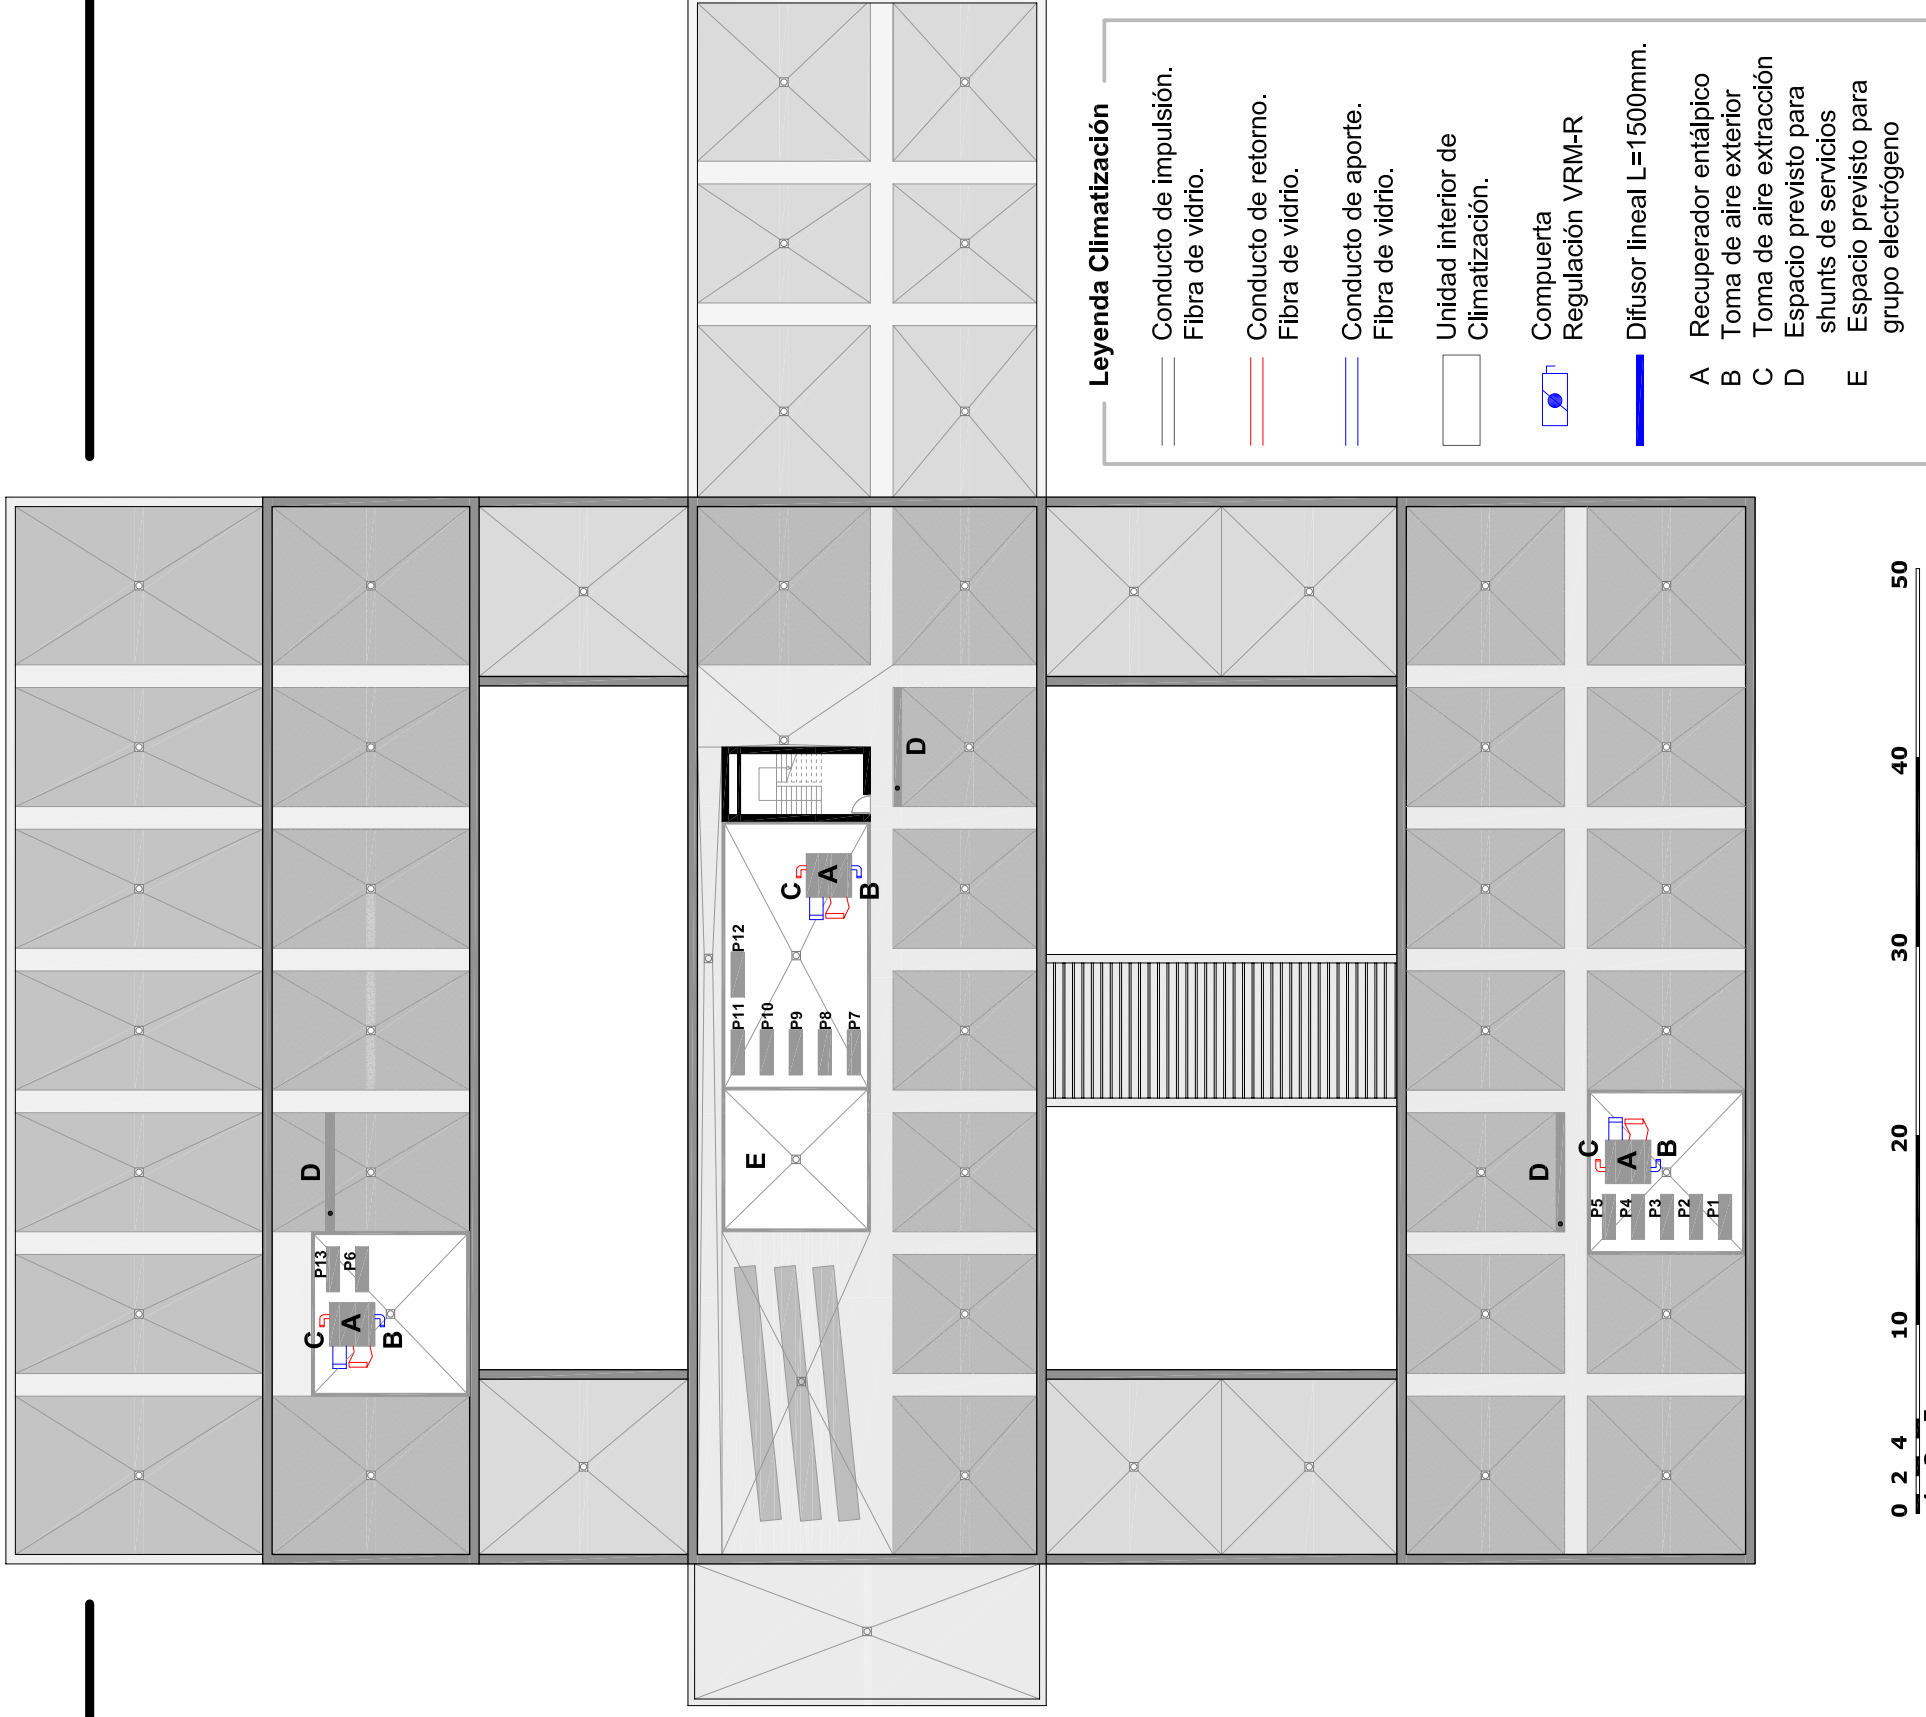 Leyenda Climatización
Conducto de impulsión.
Fibra de vidrio.
Conducto de retorno.
Fibra de vidrio.
Conducto de aporte.
Fibra de vidrio.
Unidad interior de
Climatización.
Compuerta
Regulación VRM-R
Difusor lineal L=1500mm.
A Recuperador entálpico
B Toma de aire exterior
C Toma de aire extracción
D Espacio previsto para
shunts de servicios
E Espacio previsto para
grupo electrógeno
D
P13
P6
C
A
B
D
C
A
B
P12
P11
P10
P9
P8
P7
E
D
C
A
B
P5
P4
P3
P2
P1
0 2 4 10 20 30 40 50